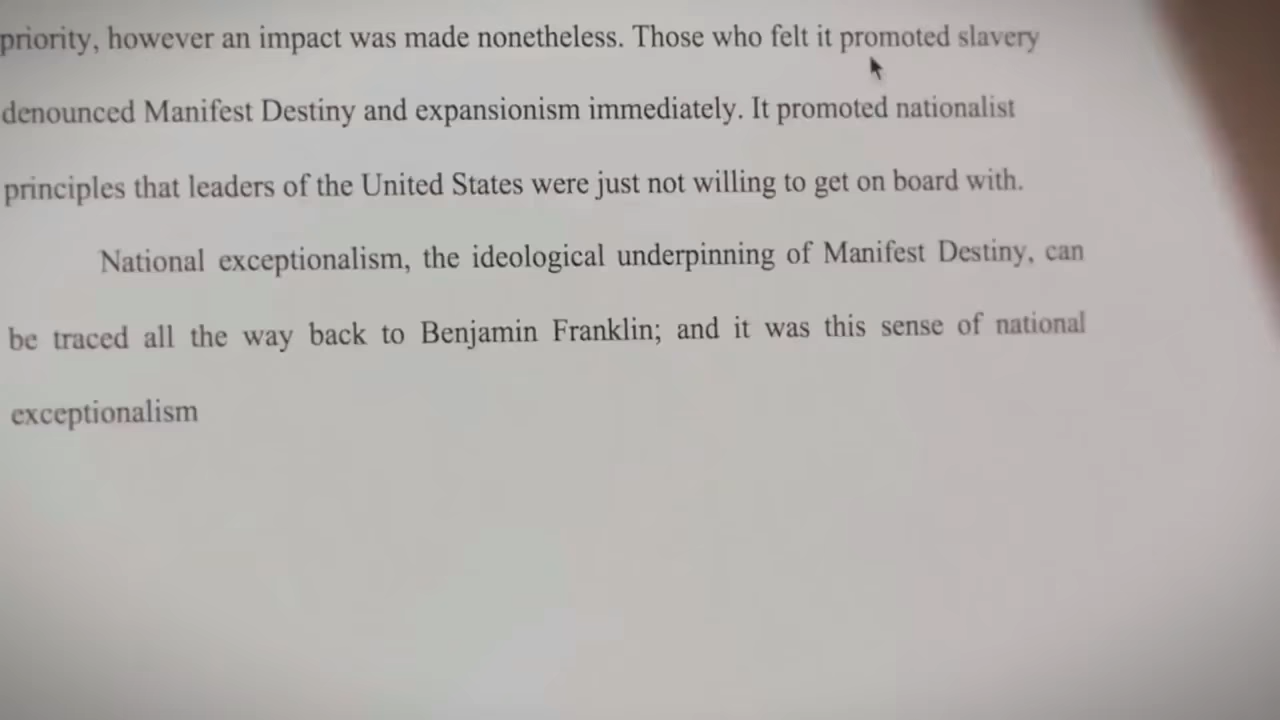 priority, however an impact was made nonetheless. Those who felt it promoted slavery
denounced Manifest Destiny and expansionism immediately. It promoted nationalist
principles that leaders of the United States were just not willing to get on board with.
National exceptionalism, the ideological underpinning of Manifest Destiny, can
be traced all the way back to Benjamin Franklin; and it was this sense of national
exceptionalism